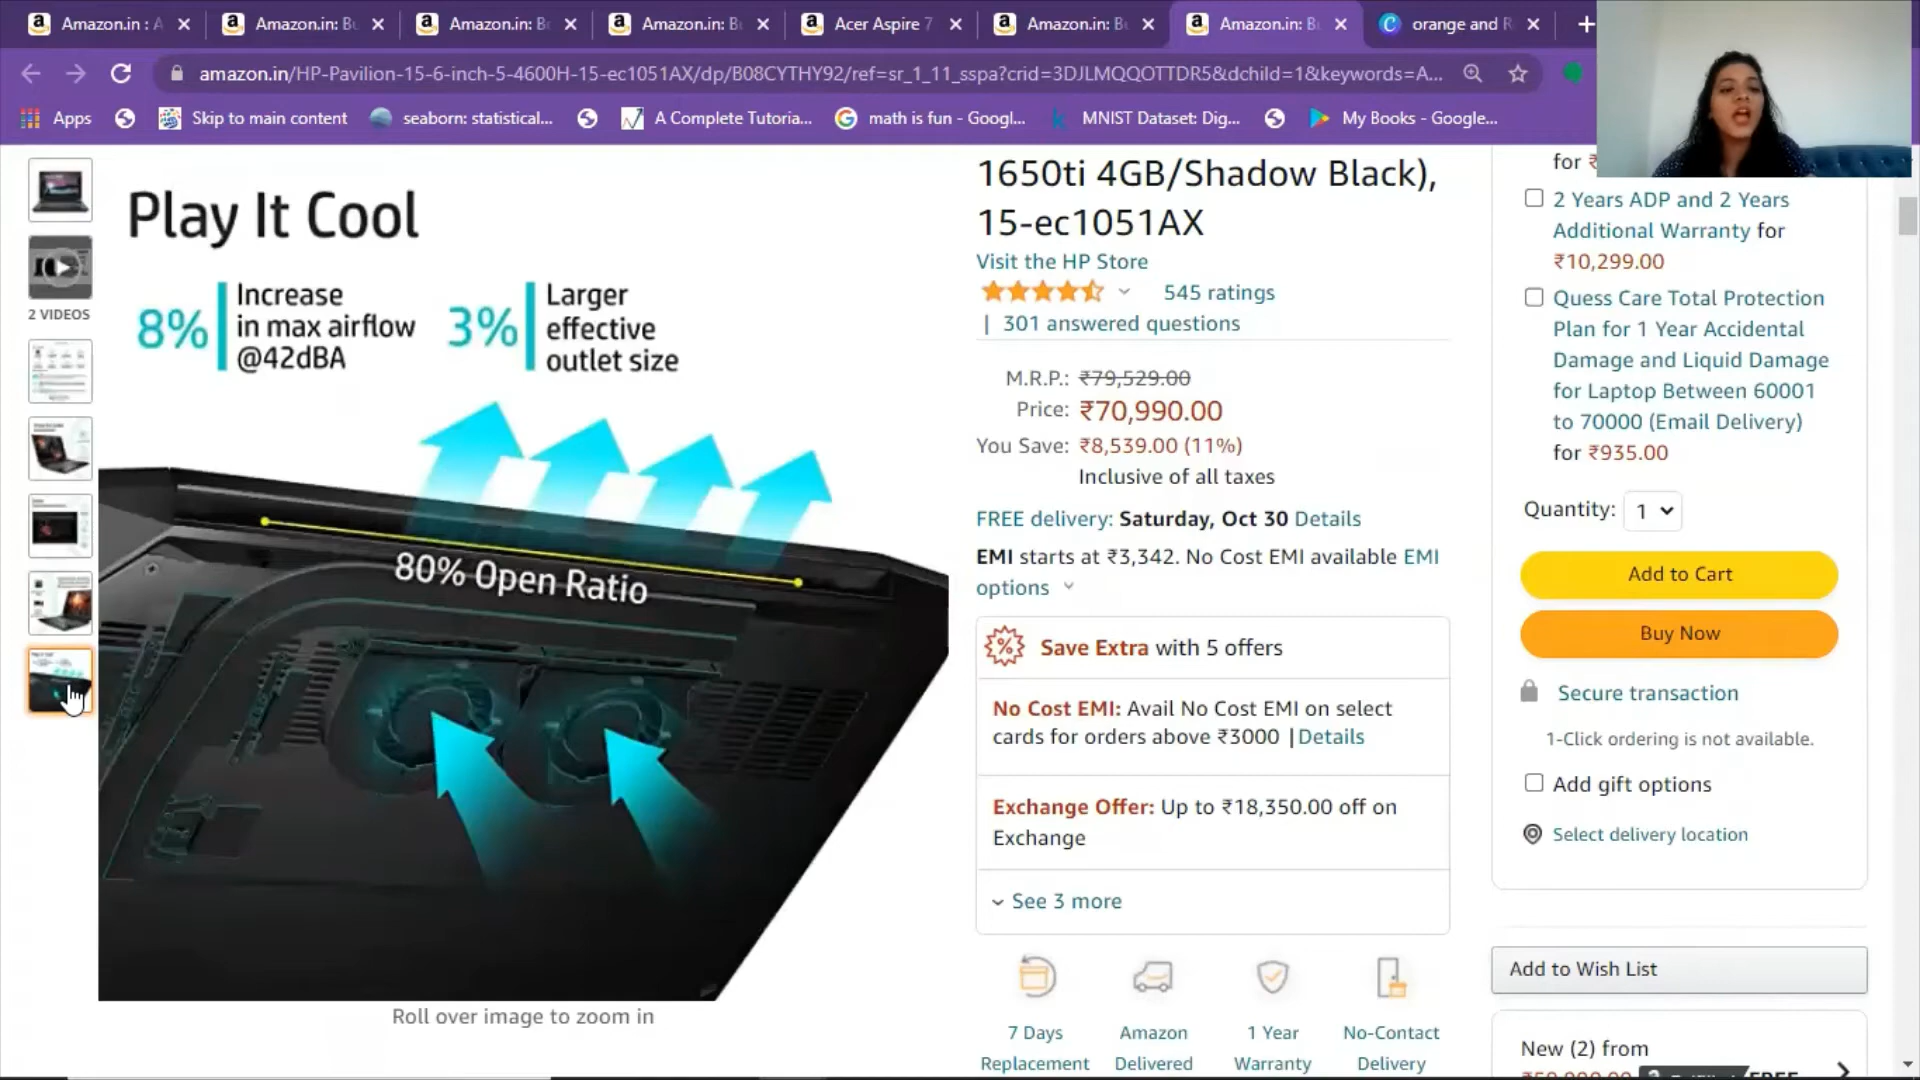 Amazon.in : A
Amazon.in: Bu
Amazon.in: Bo
Amazon.in: Bu
Acer Aspire 7
Amazon.in: Bu
Amazon.in: Bu
orange and R
amazon.in/HP-Pavilion-15-6-inch-5-4600H-15-ec1051AX/dp/B08CYTHY92/ref=sr_1_11_sspa?crid=3DJLMQQOTTDR5&dchild=1&keywords=A...
Apps
Skip to main content
seaborn: statistical...
A Complete Tutoria...
math is fun - Googl...
MNIST Dataset: Dig...
My Books - Google...
2 VIDEOS
Play It Cool
8%
Increase
in max airflow
@42dBA
3%
Larger
effective
outlet size
80% Open Ratio
Roll over image to zoom in
1650ti 4GB/Shadow Black),
15-ec1051AX
Visit the HP Store
545 ratings
| 301 answered questions
M.R.P.: ₹79,529.00
Price: ₹70,990.00
You Save: ₹8,539.00 (11%)
Inclusive of all taxes
FREE delivery: Saturday, Oct 30 Details
EMI starts at ₹3,342. No Cost EMI available EMI
options
Save Extra with 5 offers
No Cost EMI: Avail No Cost EMI on select
cards for orders above ₹3000 |Details
Exchange Offer: Up to ₹18,350.00 off on
Exchange
See 3 more
7 Days
Replacement
Amazon
Delivered
1 Year
Warranty
No-Contact
Delivery
for ₹
2 Years ADP and 2 Years
Additional Warranty for
₹10,299.00
Quess Care Total Protection
Plan for 1 Year Accidental
Damage and Liquid Damage
for Laptop Between 60001
to 70000 (Email Delivery)
for ₹935.00
Quantity: 1
Add to Cart
Buy Now
Secure transaction
1-Click ordering is not available.
Add gift options
Select delivery location
Add to Wish List
New (2) from
FREE